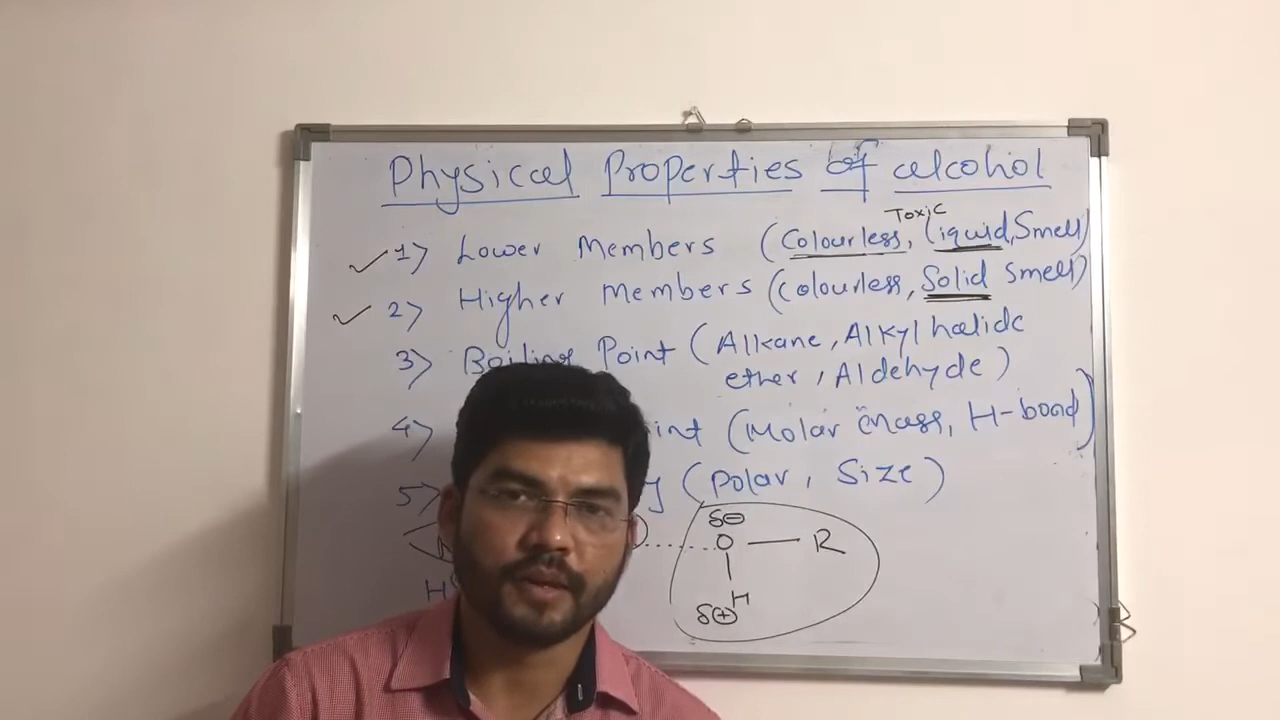 Physical Properties of alcohol
Toxic
1) Lower Members (Colourless, liquid, Smell)
2) Higher Members (Colourless, Solid Smell)
3) Boiling Point (Alkane, Alkyl halide
ether, Aldehyde)
4) (Molar mass, H-bond)
5) (Polar, Size)
δ⊖
O — R
H
δ⊕
H